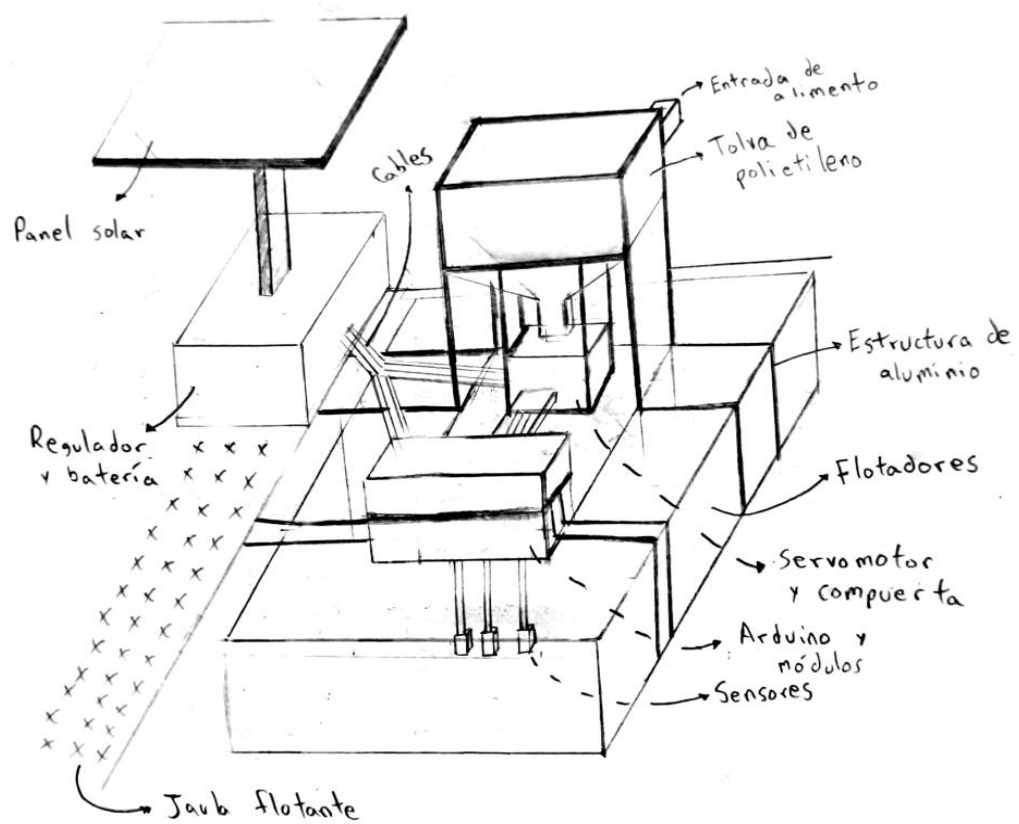 Entrada de
alimento
Tolva de
polietileno
Cables
Panel solar
Estructura de
aluminio
Regulador
y batería
Flotadores
Servomotor
y compuerta
Arduino y
módulos
Sensores
Jaula flotante